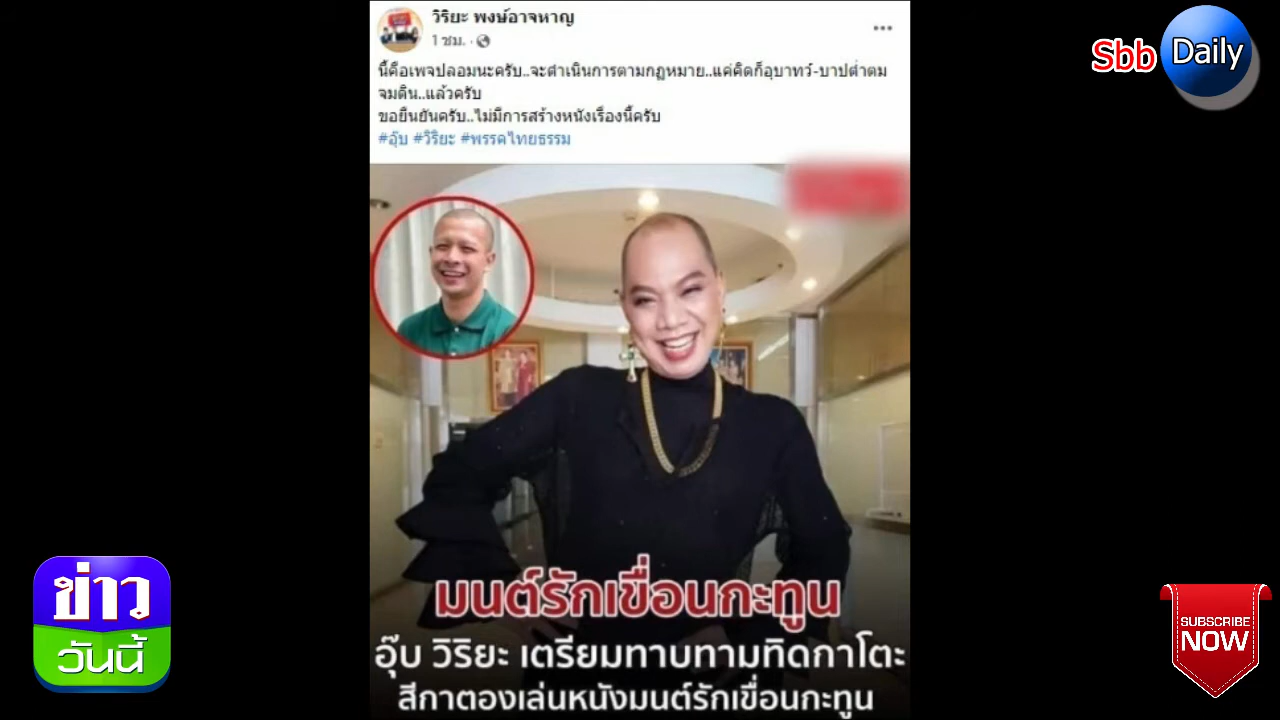 วิริยะ พงษ์อาจหาญ
1 ชม. ·
นี้คือเพจปลอมนะครับ..จะดำเนินการตามกฎหมาย..แค่คิดก็อุบาทว์-บาปต่ำตม
จมดิน..แล้วครับ
ขอยืนยันครับ..ไม่มีการสร้างหนังเรื่องนี้ครับ
#อุ๊บ #วิริยะ #พรรคไทยธรรม
Sbb Daily
มนต์รักเขื่อนกะทูน
อุ๊บ วิริยะ เตรียมทาบทามทิดกาโตะ
สีกาตองเล่นหนังมนต์รักเขื่อนกะทูน
ข่าว
วันนี้
SUBSCRIBE
NOW